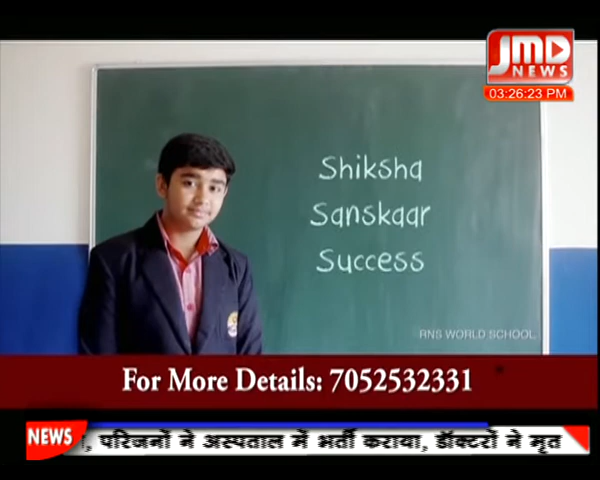 JMD
NEWS
03:26:23 PM
Shiksha
Sanskaar
Success
RNS WORLD SCHOOL
For More Details: 7052532331
NEWS
, परिजनों ने अस्पताल में भर्ती कराया, डॉक्टरों ने मृत